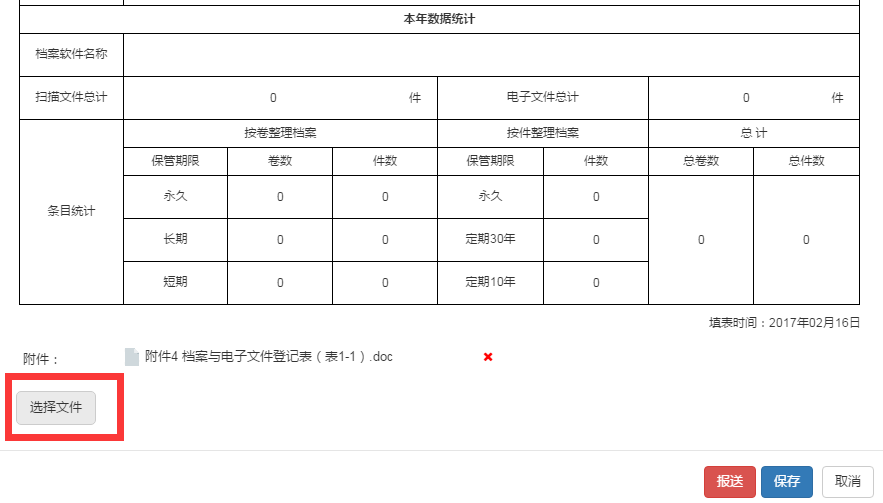 本年数据统计
档案软件名称
扫描文件总计 0 件 电子文件总计 0 件
按卷整理档案 按件整理档案 总 计
保管期限 卷数 件数 保管期限 件数 总卷数 总件数
永久 0 0 永久 0
条目统计
长期 0 0 定期30年 0 0 0
短期 0 0 定期10年 0
填表时间：2017年02月16日
附件： 附件4 档案与电子文件登记表（表1-1）.doc
选择文件
报送 保存 取消